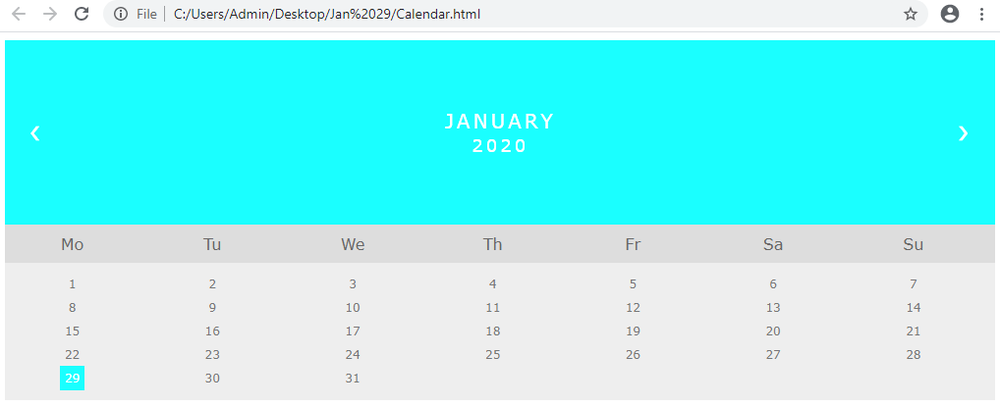 File C:/Users/Admin/Desktop/Jan%2029/Calendar.html
‹ ›
JANUARY
2020
Mo Tu We Th Fr Sa Su
1 2 3 4 5 6 7
8 9 10 11 12 13 14
15 16 17 18 19 20 21
22 23 24 25 26 27 28
29 30 31